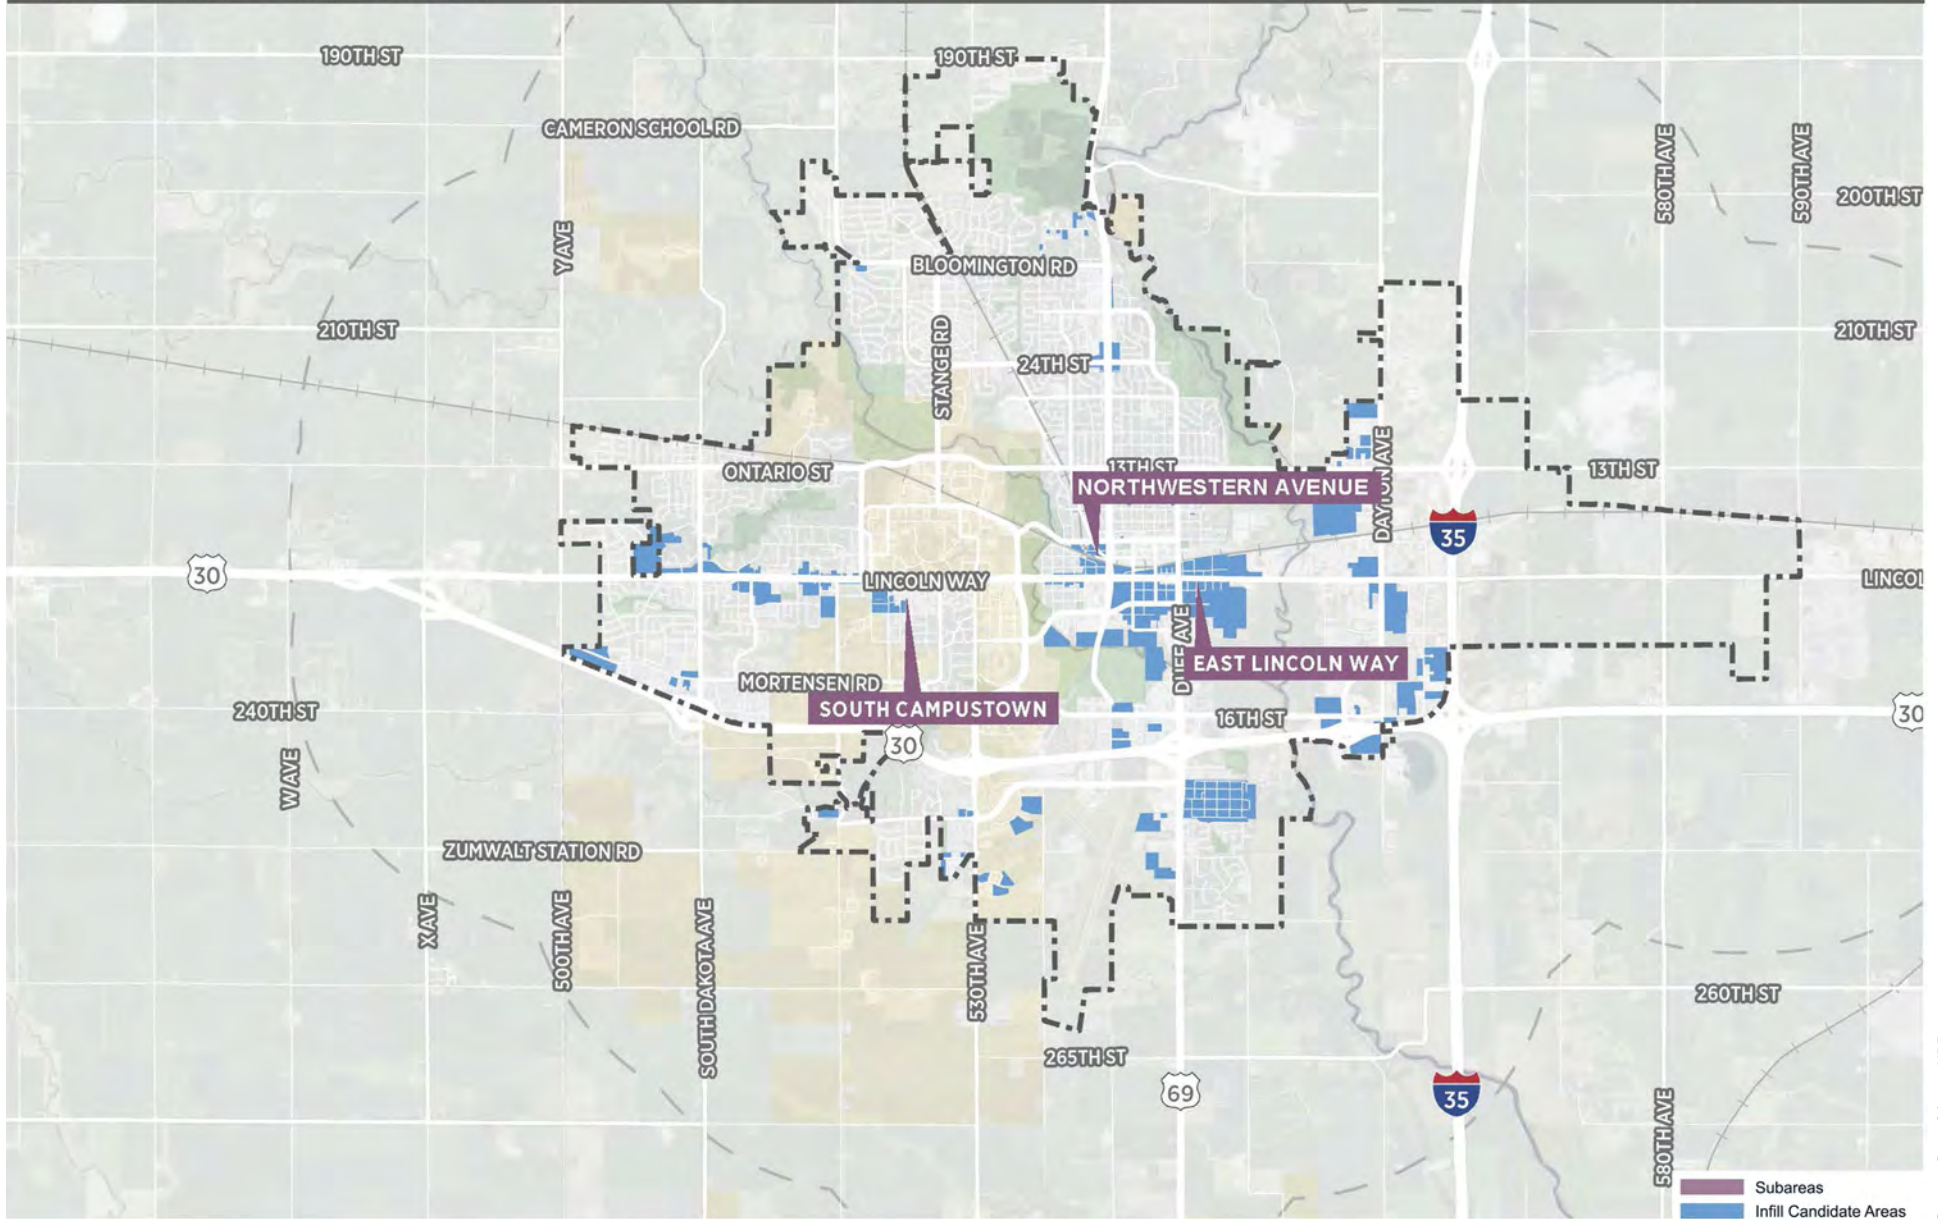 190TH ST
190TH ST
CAMERON SCHOOL RD
580TH AVE
590TH AVE
200TH ST
Y AVE
BLOOMINGTON RD
210TH ST
210TH ST
STANGE RD
24TH ST
ONTARIO ST
13TH ST
DAYTON AVE
13TH ST
NORTHWESTERN AVENUE
35
30
LINCOLN WAY
LINCOL
DUFF AVE
EAST LINCOLN WAY
MORTENSEN RD
SOUTH CAMPUSTOWN
240TH ST
16TH ST
30
30
W AVE
ZUMWALT STATION RD
X AVE
500TH AVE
SOUTH DAKOTA AVE
530TH AVE
260TH ST
265TH ST
69
35
580TH AVE
Subareas
Infill Candidate Areas